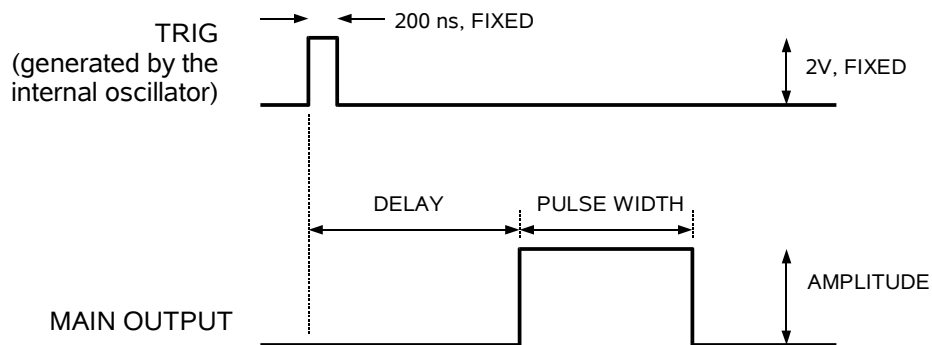 200 ns, FIXED
TRIG
(generated by the
internal oscillator)
2V, FIXED
DELAY
PULSE WIDTH
AMPLITUDE
MAIN OUTPUT